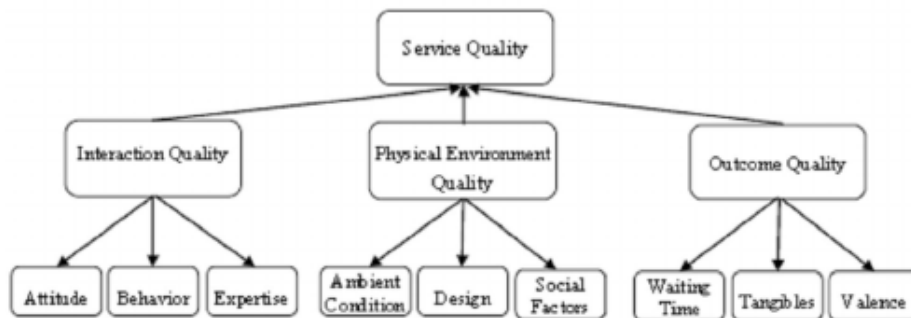 Service Quality
Interaction Quality
Physical Environment
Quality
Outcome Quality
Attitude
Behavior
Expertise
Ambient
Condition
Design
Social
Factors
Waiting
Time
Tangibles
Valence